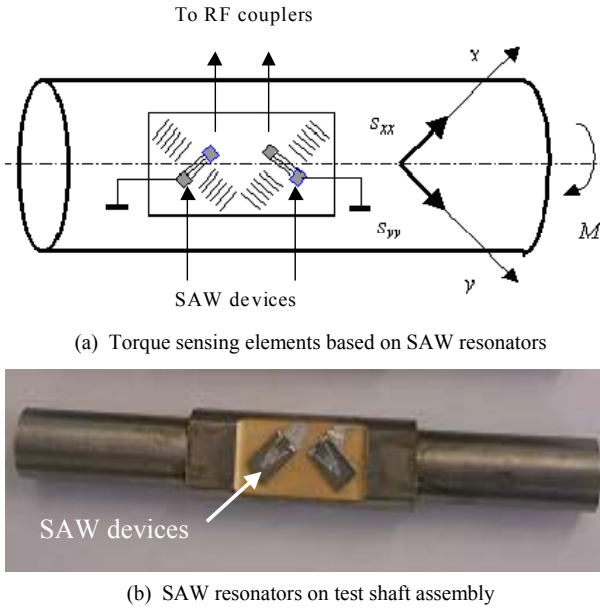 To RF couplers
x
s_xx
s_yy
M
y
SAW devices
(a) Torque sensing elements based on SAW resonators
SAW devices
(b) SAW resonators on test shaft assembly